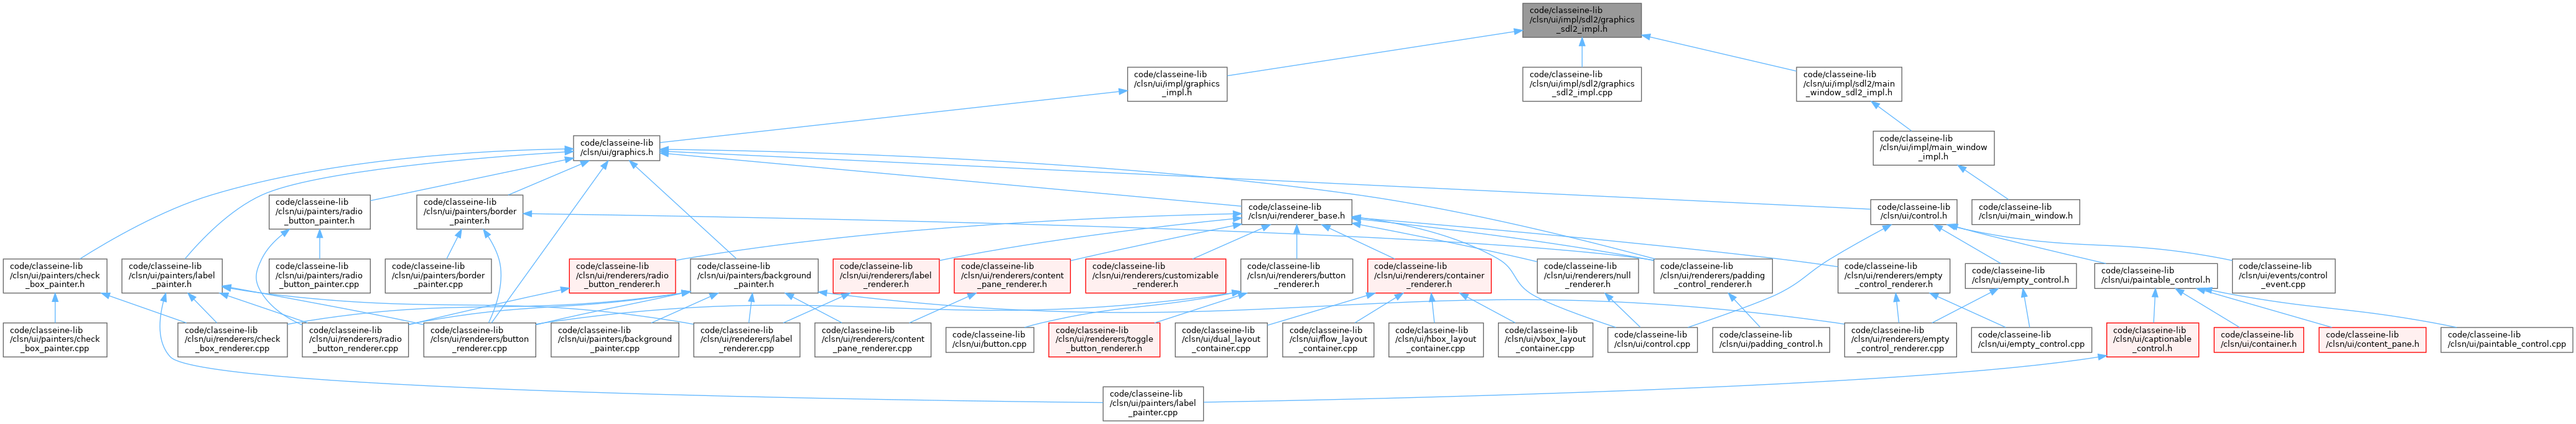 code/classeine-lib
/clsn/ui/impl/sdl2/graphics
_sdl2_impl.h
code/classeine-lib
/clsn/ui/impl/graphics
_impl.h
code/classeine-lib
/clsn/ui/impl/sdl2/graphics
_sdl2_impl.cpp
code/classeine-lib
/clsn/ui/impl/sdl2/main
_window_sdl2_impl.h
code/classeine-lib
/clsn/ui/graphics.h
code/classeine-lib
/clsn/ui/impl/main_window
_impl.h
code/classeine-lib
/clsn/ui/painters/radio
_button_painter.h
code/classeine-lib
/clsn/ui/painters/border
_painter.h
code/classeine-lib
/clsn/ui/renderer_base.h
code/classeine-lib
/clsn/ui/control.h
code/classeine-lib
/clsn/ui/main_window.h
code/classeine-lib
/clsn/ui/painters/check
_box_painter.h
code/classeine-lib
/clsn/ui/painters/label
_painter.h
code/classeine-lib
/clsn/ui/painters/radio
_button_painter.cpp
code/classeine-lib
/clsn/ui/painters/border
_painter.cpp
code/classeine-lib
/clsn/ui/renderers/radio
_button_renderer.h
code/classeine-lib
/clsn/ui/painters/background
_painter.h
code/classeine-lib
/clsn/ui/renderers/label
_renderer.h
code/classeine-lib
/clsn/ui/renderers/content
_pane_renderer.h
code/classeine-lib
/clsn/ui/renderers/customizable
_renderer.h
code/classeine-lib
/clsn/ui/renderers/button
_renderer.h
code/classeine-lib
/clsn/ui/renderers/container
_renderer.h
code/classeine-lib
/clsn/ui/renderers/null
_renderer.h
code/classeine-lib
/clsn/ui/renderers/padding
_control_renderer.h
code/classeine-lib
/clsn/ui/renderers/empty
_control_renderer.h
code/classeine-lib
/clsn/ui/empty_control.h
code/classeine-lib
/clsn/ui/paintable_control.h
code/classeine-lib
/clsn/ui/events/control
_event.cpp
code/classeine-lib
/clsn/ui/painters/check
_box_painter.cpp
code/classeine-lib
/clsn/ui/renderers/check
_box_renderer.cpp
code/classeine-lib
/clsn/ui/renderers/radio
_button_renderer.cpp
code/classeine-lib
/clsn/ui/renderers/button
_renderer.cpp
code/classeine-lib
/clsn/ui/painters/background
_painter.cpp
code/classeine-lib
/clsn/ui/renderers/label
_renderer.cpp
code/classeine-lib
/clsn/ui/renderers/content
_pane_renderer.cpp
code/classeine-lib
/clsn/ui/button.cpp
code/classeine-lib
/clsn/ui/renderers/toggle
_button_renderer.h
code/classeine-lib
/clsn/ui/dual_layout
_container.cpp
code/classeine-lib
/clsn/ui/flow_layout
_container.cpp
code/classeine-lib
/clsn/ui/hbox_layout
_container.cpp
code/classeine-lib
/clsn/ui/vbox_layout
_container.cpp
code/classeine-lib
/clsn/ui/control.cpp
code/classeine-lib
/clsn/ui/padding_control.h
code/classeine-lib
/clsn/ui/renderers/empty
_control_renderer.cpp
code/classeine-lib
/clsn/ui/empty_control.cpp
code/classeine-lib
/clsn/ui/captionable
_control.h
code/classeine-lib
/clsn/ui/container.h
code/classeine-lib
/clsn/ui/content_pane.h
code/classeine-lib
/clsn/ui/paintable_control.cpp
code/classeine-lib
/clsn/ui/painters/label
_painter.cpp